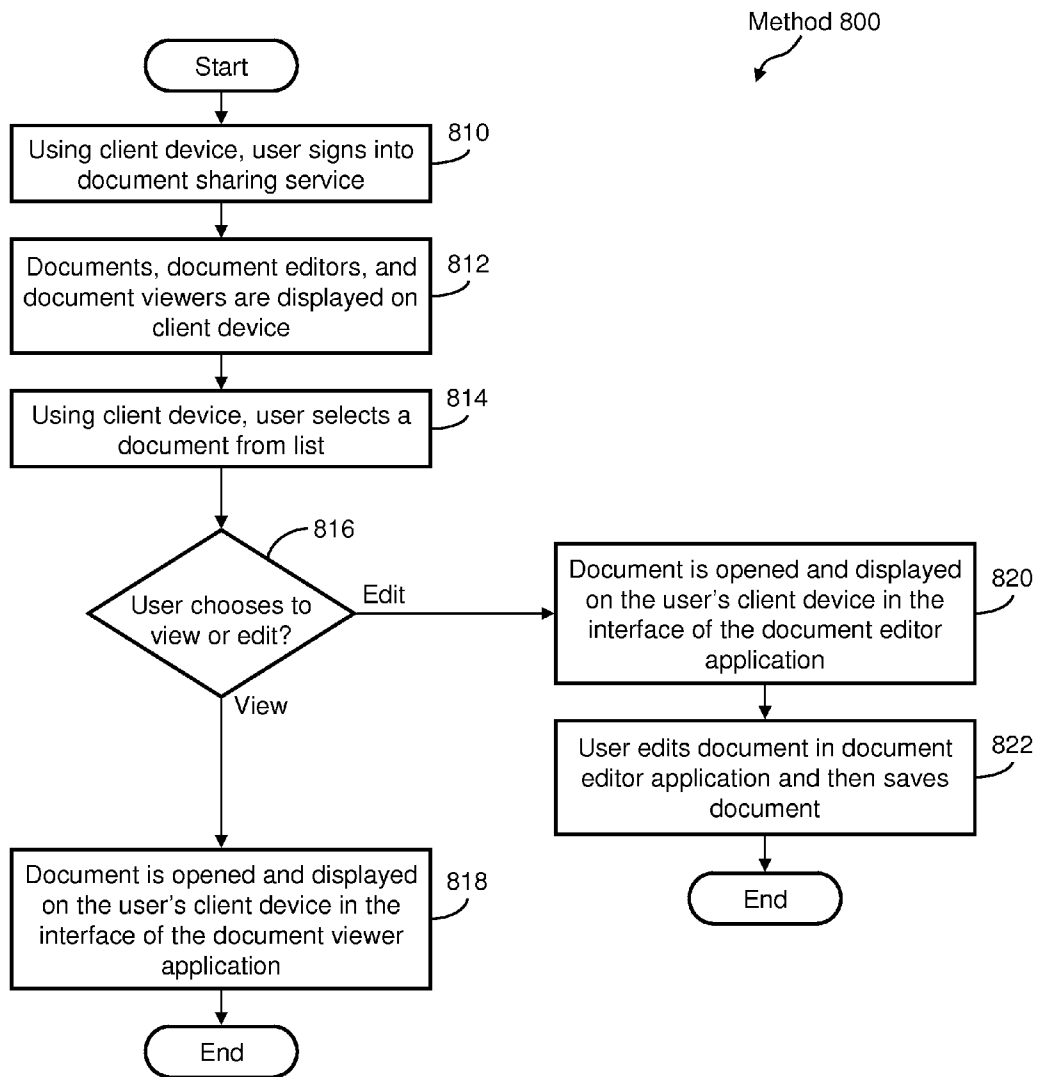 Method 800
Start
810
Using client device, user signs into
document sharing service
812
Documents, document editors, and
document viewers are displayed on
client device
814
Using client device, user selects a
document from list
816
User chooses to
view or edit?
Edit
View
820
Document is opened and displayed
on the user's client device in the
interface of the document editor
application
822
User edits document in document
editor application and then saves
document
End
818
Document is opened and displayed
on the user's client device in the
interface of the document viewer
application
End